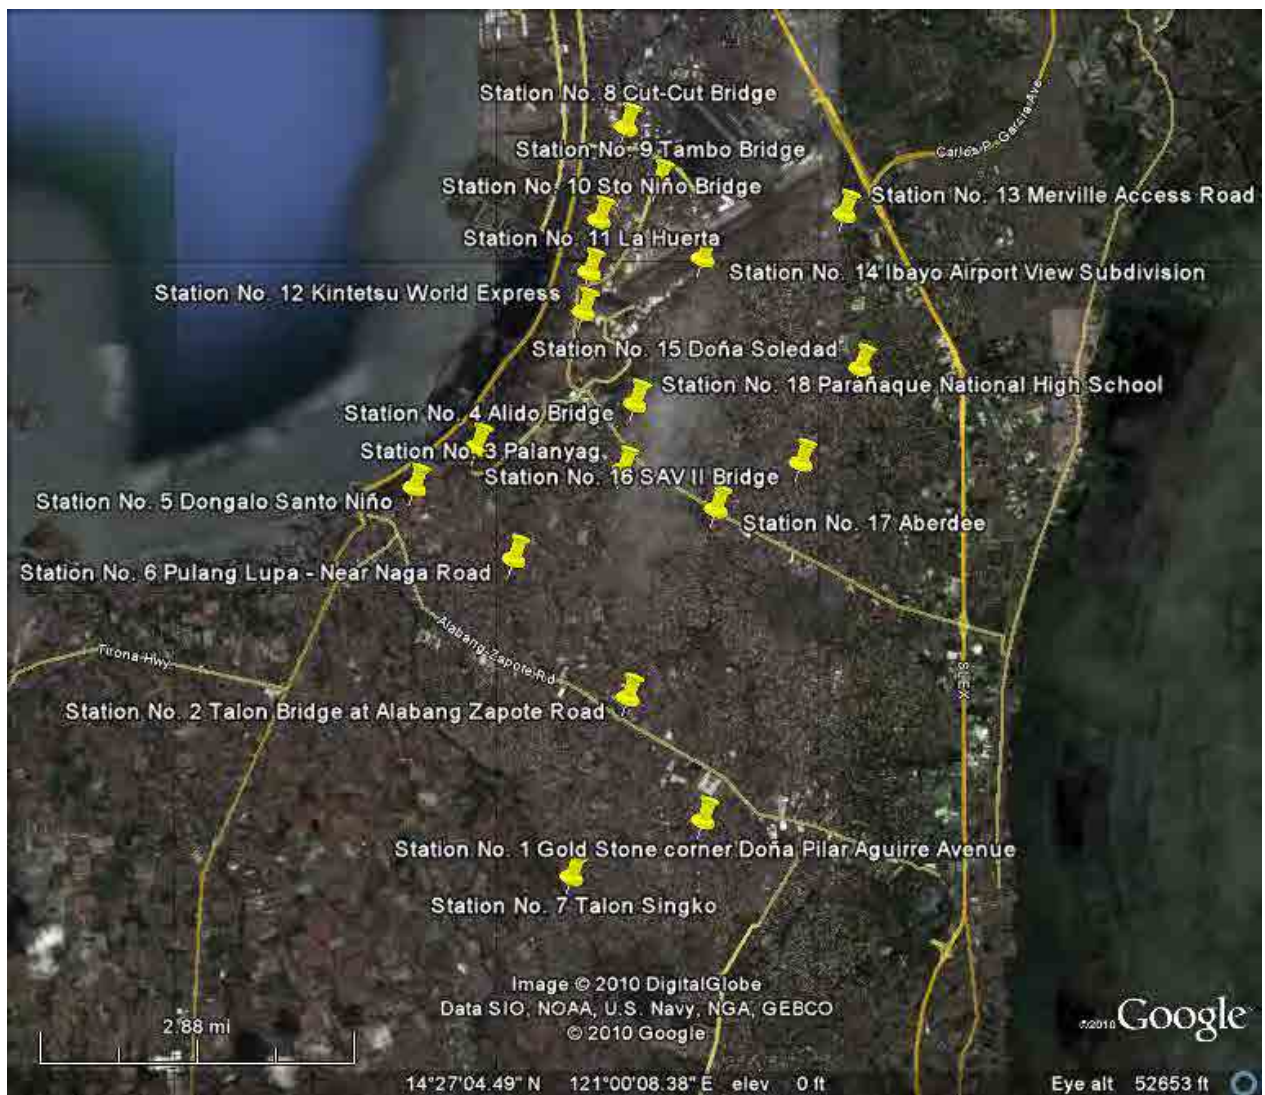 Station No. 8 Cut-Cut Bridge
Carlos P. Garcia Ave
Station No. 9 Tambo Bridge
Station No. 10 Sto Niño Bridge
Station No. 13 Merville Access Road
Station No. 11 La Huerta
Station No. 14 Ibayo Airport View Subdivision
Station No. 12 Kintetsu World Express
Station No. 15 Doña Soledad
Station No. 18 Parañaque National High School
Station No. 4 Alido Bridge
Station No. 3 Palanyag.
Station No. 16 SAV II Bridge
Station No. 5 Dongalo Santo Niño
Station No. 17 Aberdee
Station No. 6 Pulang Lupa - Near Naga Road
Alabang-Zapote Rd
Tirona Hwy
SLEX
Station No. 2 Talon Bridge at Alabang Zapote Road
Station No. 1 Gold Stone corner Doña Pilar Aguirre Avenue
Station No. 7 Talon Singko
Image © 2010 DigitalGlobe
Data SIO, NOAA, U.S. Navy, NGA, GEBCO
© 2010 Google
2.88 mi
©2010 Google
14°27'04.49" N 121°00'08.38" E elev 0 ft
Eye alt 52653 ft